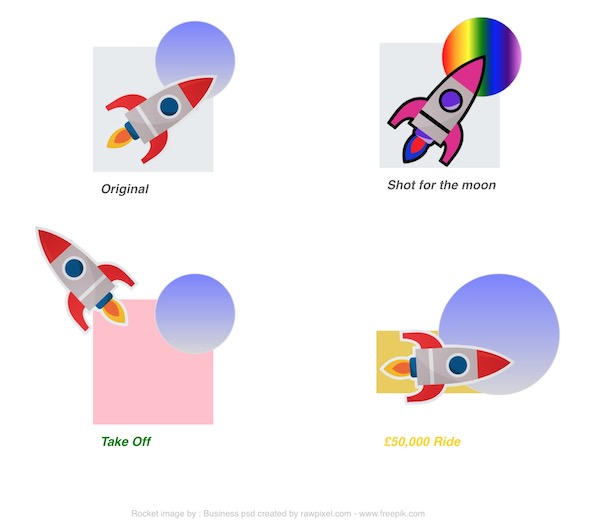 Original
Shot for the moon
Take Off
£50,000 Ride
Rocket image by : Business psd created by rawpixel.com - www.freepik.com